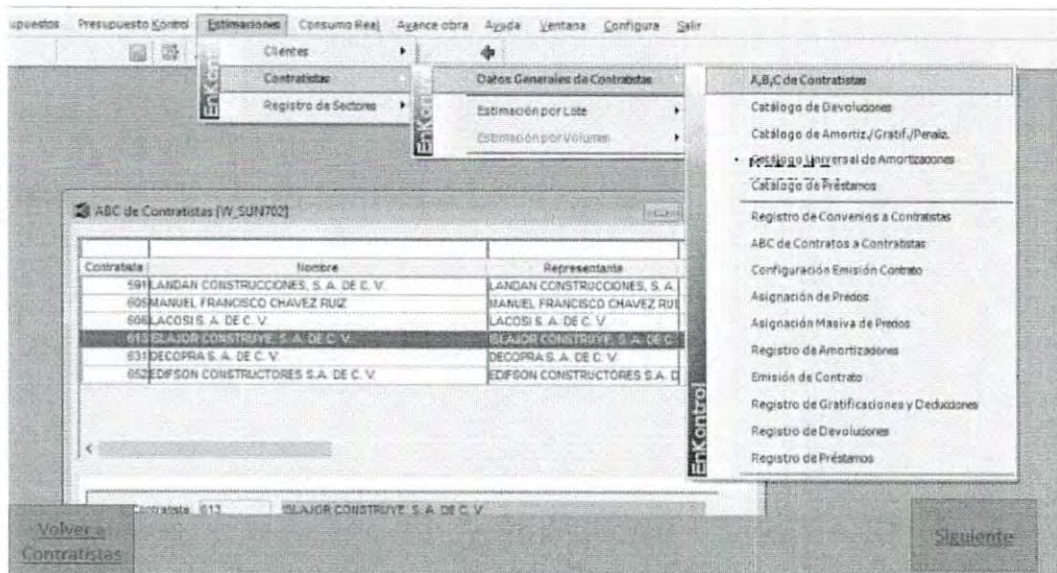 Presupuesto Kontrol Estimaciones Consumo Real Avance obra Ayuda Ventana Configura Salir
Clientes
Contratistas
Registro de Sectores
Datos Generales de Contratistas
Estimación por Lote
Estimación por Volumen
A,B,C de Contratistas
Catálogo de Devoluciones
Catálogo de Amortiz./Gratif./Penaliz.
Catálogo Universal de Amortizaciones
Catálogo de Préstamos
Registro de Convenios a Contratistas
ABC de Contratos a Contratistas
Configuración Emisión Contrato
Asignación de Precios
Asignación Masiva de Precios
Registro de Amortizaciones
Emisión de Contrato
Registro de Gratificaciones y Deducciones
Registro de Devoluciones
Registro de Préstamos
EnKontrol
ABC de Contratistas [W_SUN702]
Contratista Nombre Representante
591 LANDAN CONSTRUCCIONES, S. A. DE C. V. LANDAN CONSTRUCCIONES, S. A.
605 MANUEL FRANCISCO CHAVEZ RUIZ MANUEL FRANCISCO CHAVEZ RUI
606 LACOSI S. A. DE C. V. LACOSI S. A. DE C. V.
613 ISLAJOR CONSTRUYE, S. A. DE C. V. ISLAJOR CONSTRUYE, S. A. DE C.
631 DECOPRA S. A. DE C. V. DECOPRA S. A. DE C. V.
652 EDIFSON CONSTRUCTORES S.A. DE C. V. EDIFSON CONSTRUCTORES S.A. D
Contratista 613 ISLAJOR CONSTRUYE, S. A. DE C. V.
Volver a
Contratistas
Siguiente